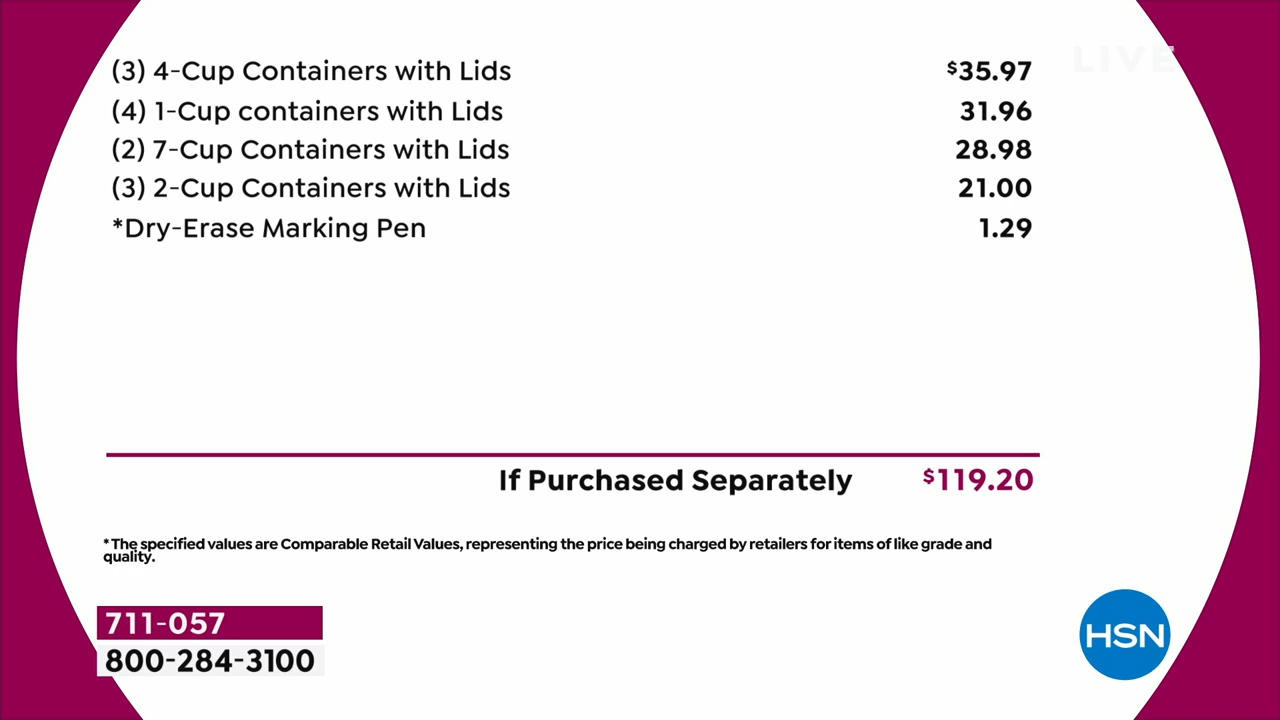 LIVE
(3) 4-Cup Containers with Lids $35.97
(4) 1-Cup containers with Lids 31.96
(2) 7-Cup Containers with Lids 28.98
(3) 2-Cup Containers with Lids 21.00
*Dry-Erase Marking Pen 1.29
If Purchased Separately $119.20
*The specified values are Comparable Retail Values, representing the price being charged by retailers for items of like grade and
quality.
711-057
800-284-3100
HSN